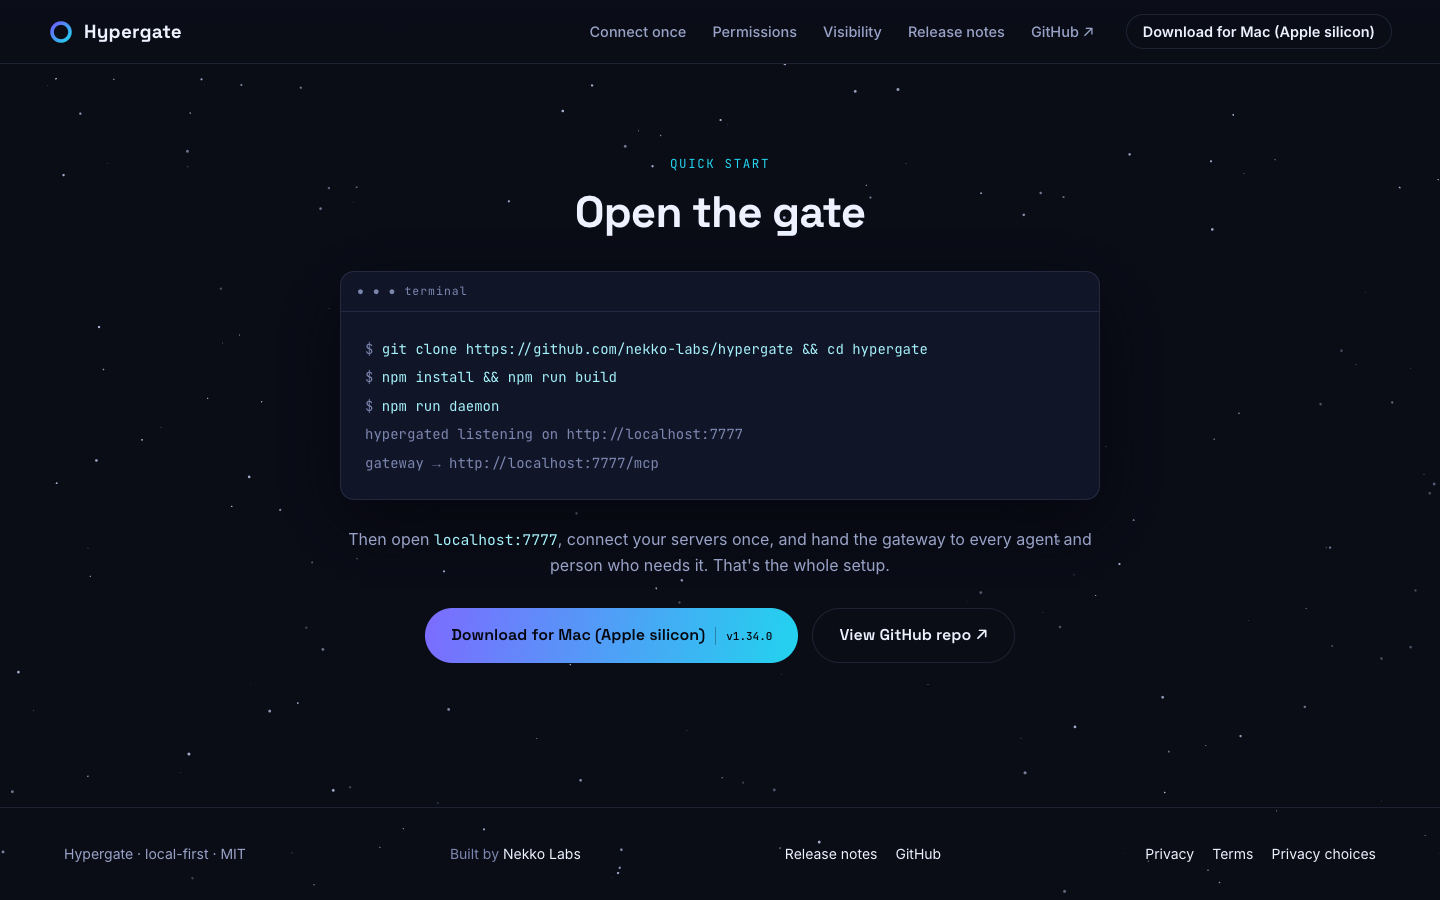 Hypergate
Connect once
Permissions
Visibility
Release notes
GitHub ↗
Download for Mac (Apple silicon)
QUICK START
Open the gate
● ● ● terminal
$ git clone https://github.com/nekko-labs/hypergate && cd hypergate
$ npm install && npm run build
$ npm run daemon
hypergated listening on http://localhost:7777
gateway → http://localhost:7777/mcp
Then open localhost:7777, connect your servers once, and hand the gateway to every agent and
person who needs it. That's the whole setup.
Download for Mac (Apple silicon) | v1.34.0
View GitHub repo ↗
Hypergate · local-first · MIT
Built by Nekko Labs
Release notes
GitHub
Privacy
Terms
Privacy choices